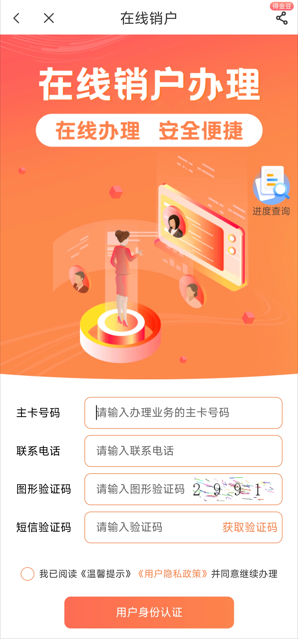 得金豆
在线销户
在线销户办理
在线办理 安全便捷
进度查询
主卡号码 请输入办理业务的主卡号码
联系电话 请输入联系电话
图形验证码 请输入图形验证码 2991
短信验证码 请输入验证码 获取验证码
我已阅读《温馨提示》《用户隐私政策》并同意继续办理
用户身份认证